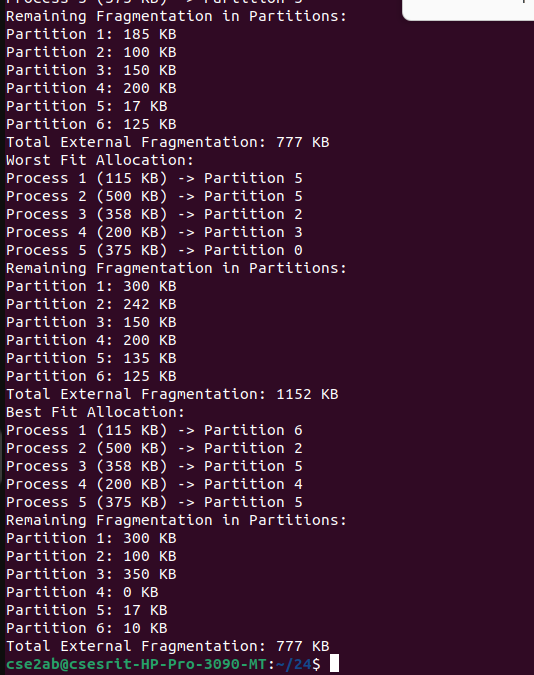 Process 5 (375 KB) -> Partition 5
Remaining Fragmentation in Partitions:
Partition 1: 185 KB
Partition 2: 100 KB
Partition 3: 150 KB
Partition 4: 200 KB
Partition 5: 17 KB
Partition 6: 125 KB
Total External Fragmentation: 777 KB
Worst Fit Allocation:
Process 1 (115 KB) -> Partition 5
Process 2 (500 KB) -> Partition 5
Process 3 (358 KB) -> Partition 2
Process 4 (200 KB) -> Partition 3
Process 5 (375 KB) -> Partition 0
Remaining Fragmentation in Partitions:
Partition 1: 300 KB
Partition 2: 242 KB
Partition 3: 150 KB
Partition 4: 200 KB
Partition 5: 135 KB
Partition 6: 125 KB
Total External Fragmentation: 1152 KB
Best Fit Allocation:
Process 1 (115 KB) -> Partition 6
Process 2 (500 KB) -> Partition 2
Process 3 (358 KB) -> Partition 5
Process 4 (200 KB) -> Partition 4
Process 5 (375 KB) -> Partition 5
Remaining Fragmentation in Partitions:
Partition 1: 300 KB
Partition 2: 100 KB
Partition 3: 350 KB
Partition 4: 0 KB
Partition 5: 17 KB
Partition 6: 10 KB
Total External Fragmentation: 777 KB
cse2ab@csesrit-HP-Pro-3090-MT:~/24$